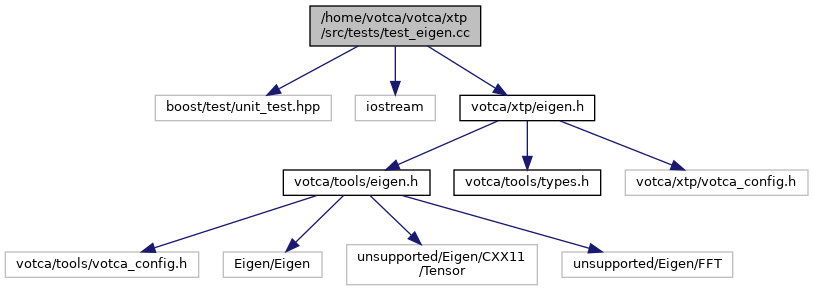 /home/votca/votca/xtp
/src/tests/test_eigen.cc
boost/test/unit_test.hpp
iostream
votca/xtp/eigen.h
votca/tools/eigen.h
votca/tools/types.h
votca/xtp/votca_config.h
votca/tools/votca_config.h
Eigen/Eigen
unsupported/Eigen/CXX11
/Tensor
unsupported/Eigen/FFT